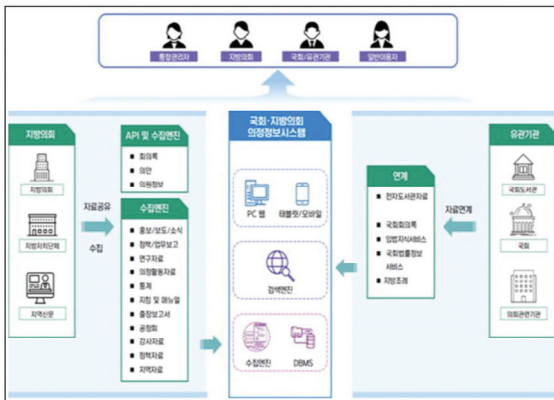 통합관리자
지방의회
국회/유관기관
일반이용자
지방의회
지방의회
지방자치단체
지역신문
자료공유
수집
API 및 수집엔진
■ 회의록
■ 의안
■ 의원정보
수집엔진
■ 홍보/보도/소식
■ 정책/업무보고
■ 연구자료
■ 의정활동자료
■ 통계
■ 지침 및 매뉴얼
■ 출장보고서
■ 공청회
■ 감사자료
■ 정책자료
■ 지역자료
국회·지방의회
의정정보시스템
PC 웹
태블릿/모바일
검색엔진
수집엔진
DBMS
연계
■ 전자도서관자료
■ 국회회의록
■ 입법지식서비스
■ 국회법률정보
서비스
■ 지방조례
자료연계
유관기관
국회도서관
국회
의회관련기관